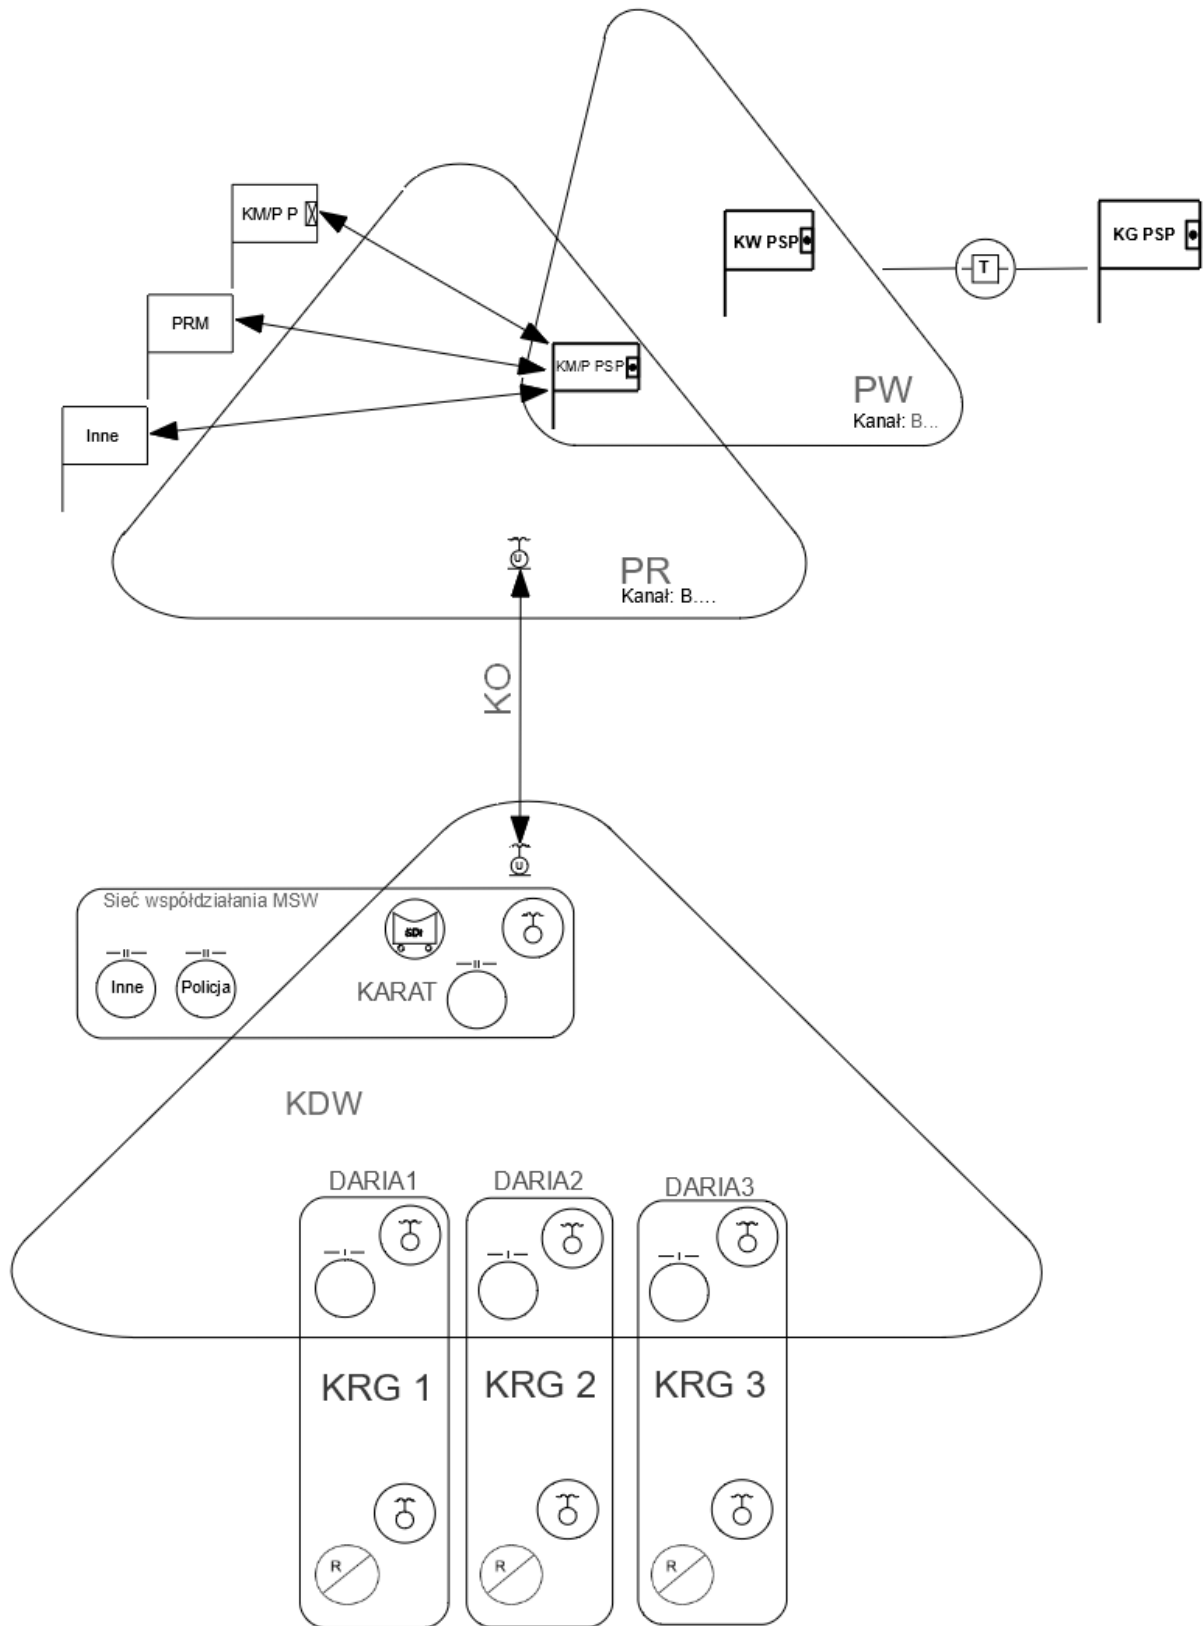 KM/P P
KW PSP
KG PSP
T
PRM
KM/P PSP
Inne
PW
Kanał: B...
U
PR
Kanał: B....
KO
U
Sieć współdziałania MSW
SDt
Inne
Policja
KARAT
KDW
DARIA1
DARIA2
DARIA3
KRG 1
KRG 2
KRG 3
R
R
R